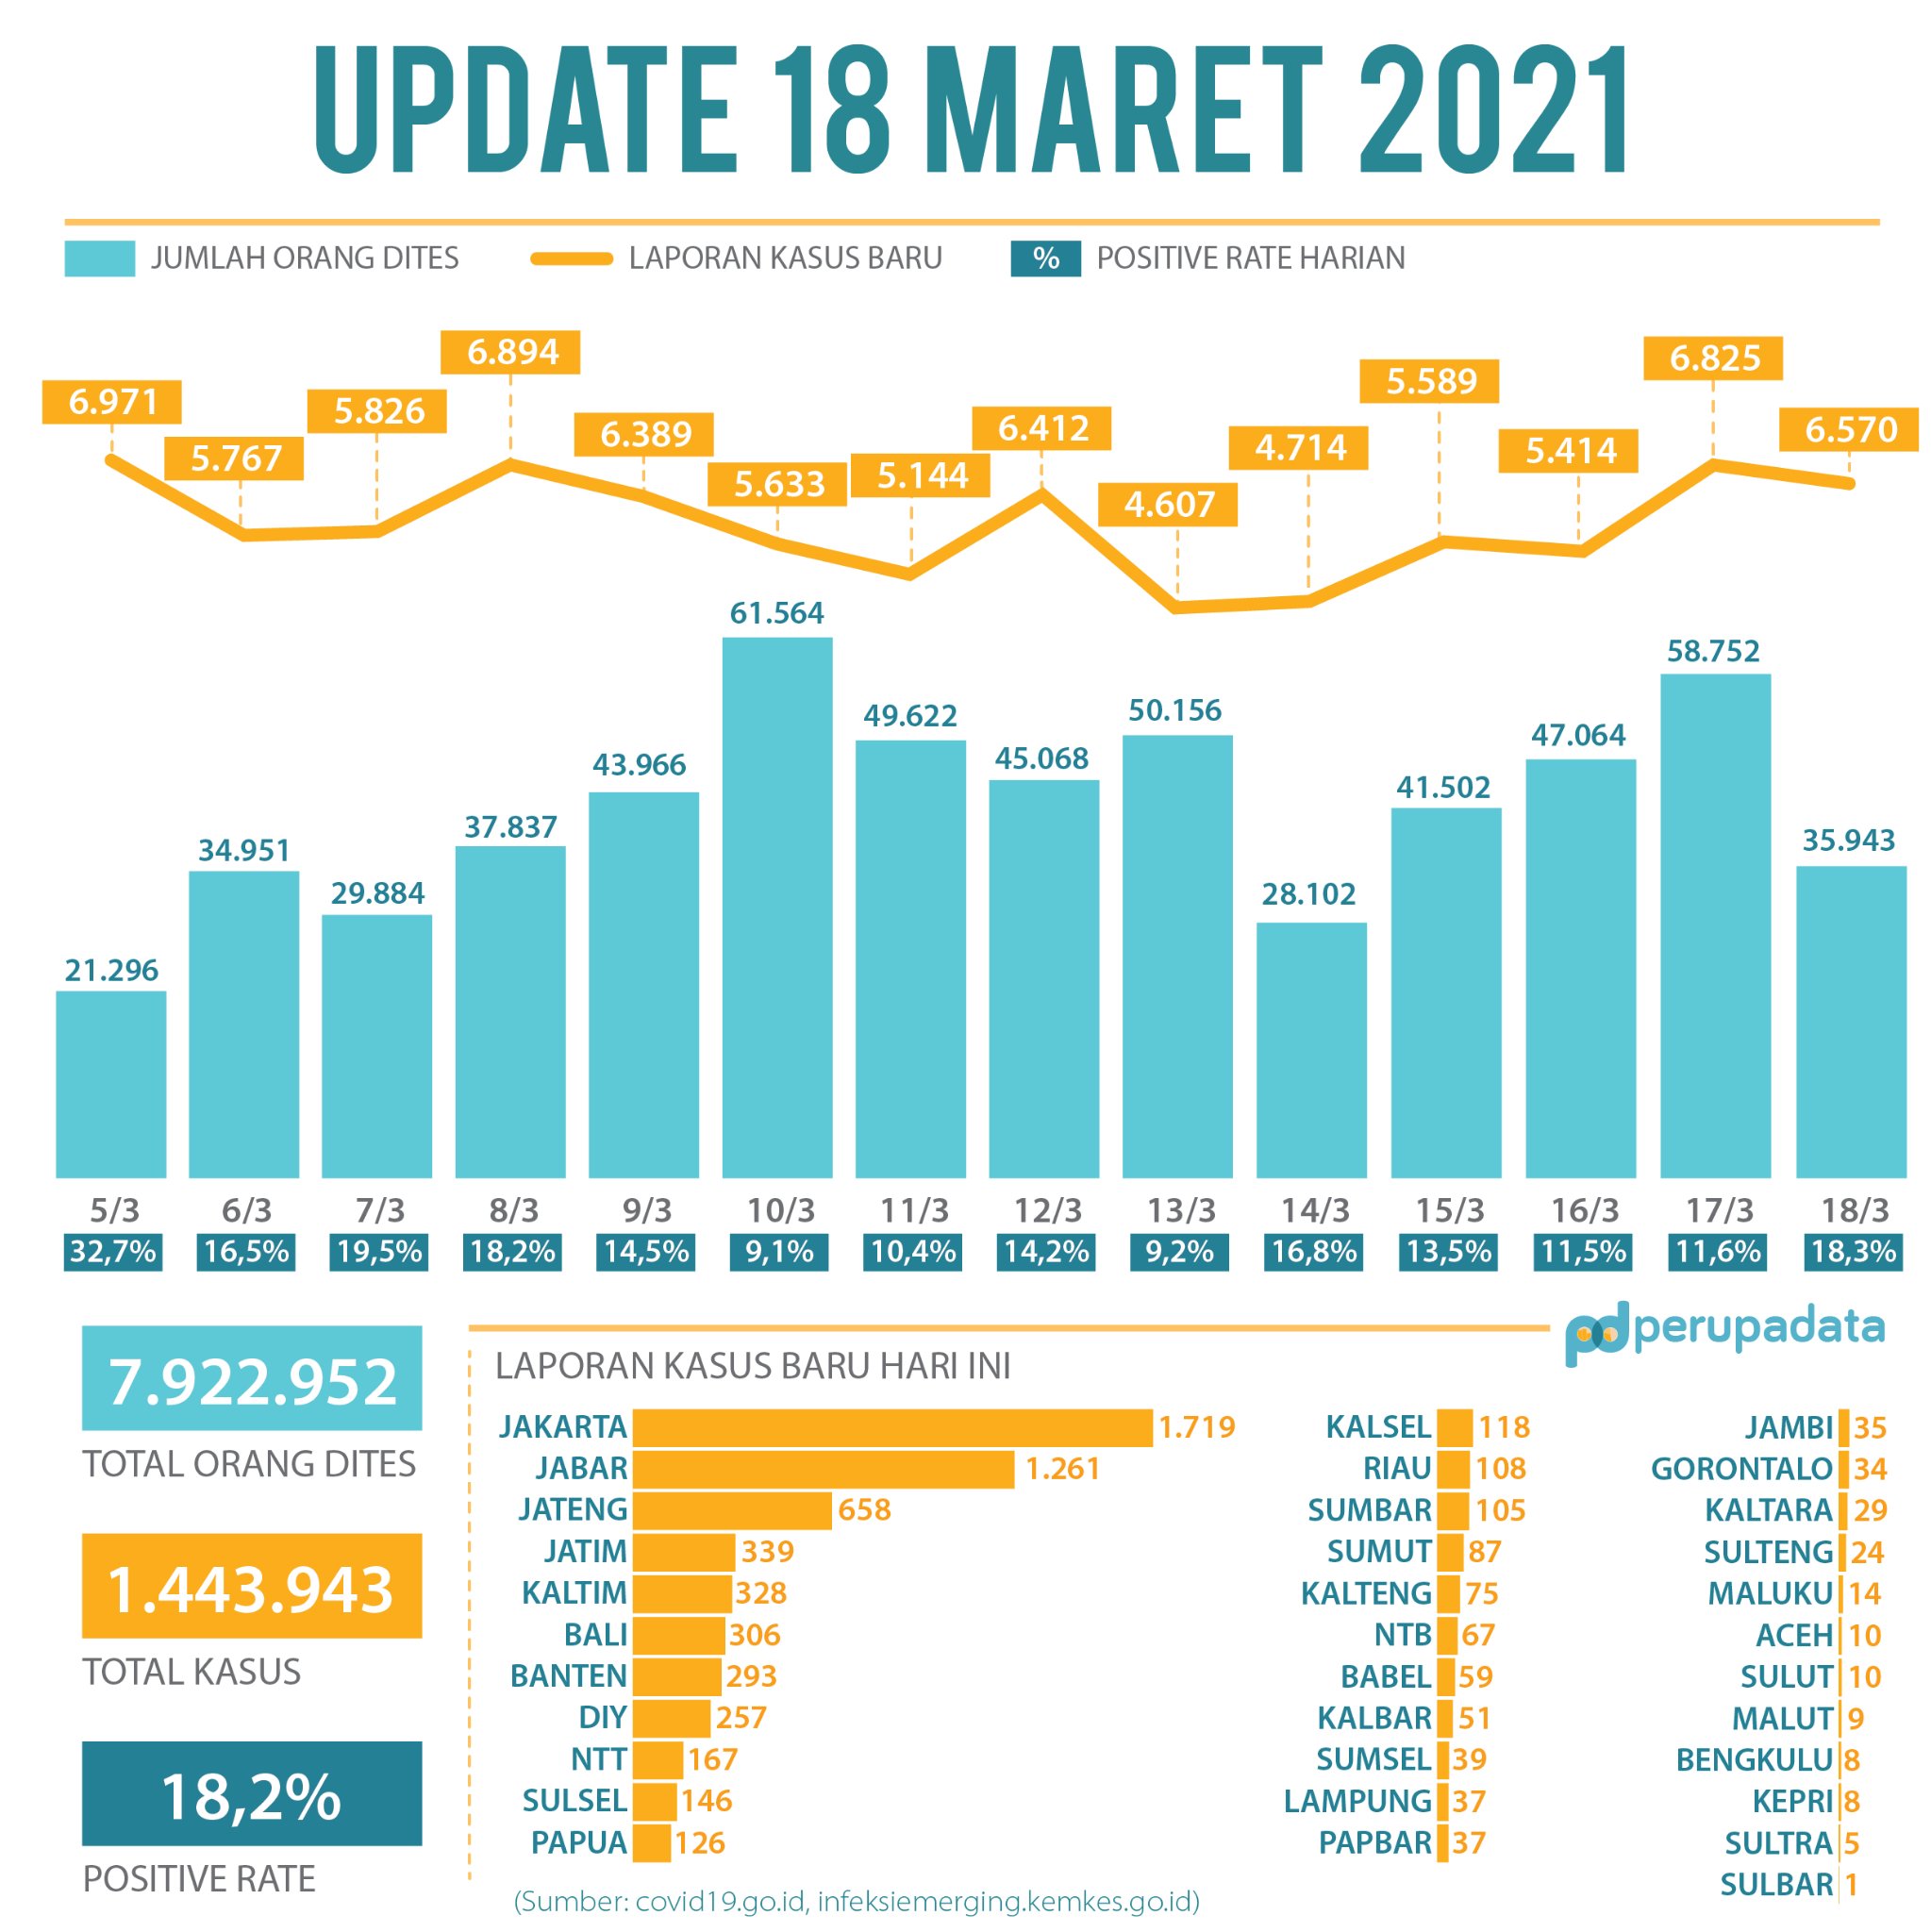 UPDATE 18 MARET 2021
JUMLAH ORANG DITES
LAPORAN KASUS BARU
% POSITIVE RATE HARIAN
6.971
5.767
5.826
6.894
6.389
5.633
5.144
6.412
4.607
4.714
5.589
5.414
6.825
6.570
21.296
34.951
29.884
37.837
43.966
61.564
49.622
45.068
50.156
28.102
41.502
47.064
58.752
35.943
5/3 6/3 7/3 8/3 9/3 10/3 11/3 12/3 13/3 14/3 15/3 16/3 17/3 18/3
32,7% 16,5% 19,5% 18,2% 14,5% 9,1% 10,4% 14,2% 9,2% 16,8% 13,5% 11,5% 11,6% 18,3%
7.922.952
TOTAL ORANG DITES
1.443.943
TOTAL KASUS
18,2%
POSITIVE RATE
pd perupadata
LAPORAN KASUS BARU HARI INI
JAKARTA 1.719
JABAR 1.261
JATENG 658
JATIM 339
KALTIM 328
BALI 306
BANTEN 293
DIY 257
NTT 167
SULSEL 146
PAPUA 126
KALSEL 118
RIAU 108
SUMBAR 105
SUMUT 87
KALTENG 75
NTB 67
BABEL 59
KALBAR 51
SUMSEL 39
LAMPUNG 37
PAPBAR 37
JAMBI 35
GORONTALO 34
KALTARA 29
SULTENG 24
MALUKU 14
ACEH 10
SULUT 10
MALUT 9
BENGKULU 8
KEPRI 8
SULTRA 5
SULBAR 1
(Sumber: covid19.go.id, infeksiemerging.kemkes.go.id)